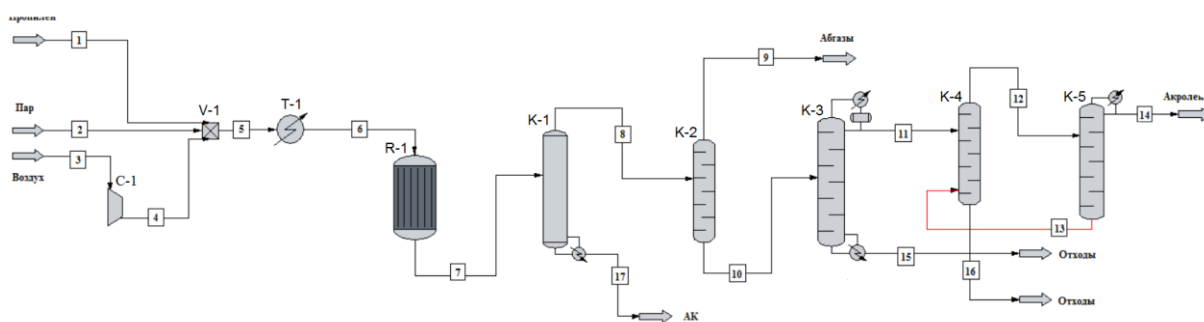 Пропилен
1
Абгазы
9
K-4
12
K-5
Акролеин
14
Пар
2
V-1
T-1
5
6
K-1
8
K-2
K-3
11
3
Воздух
C-1
R-1
4
7
10
13
15
Отходы
16
17
АК
Отходы